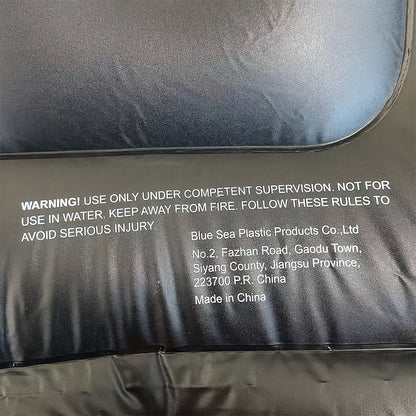 WARNING! USE ONLY UNDER COMPETENT SUPERVISION. NOT FOR
USE IN WATER. KEEP AWAY FROM FIRE. FOLLOW THESE RULES TO
AVOID SERIOUS INJURY.
Blue Sea Plastic Products Co.,Ltd
No.2, Fazhan Road, Gaodu Town,
Siyang County, Jiangsu Province,
223700 P.R. China
Made in China